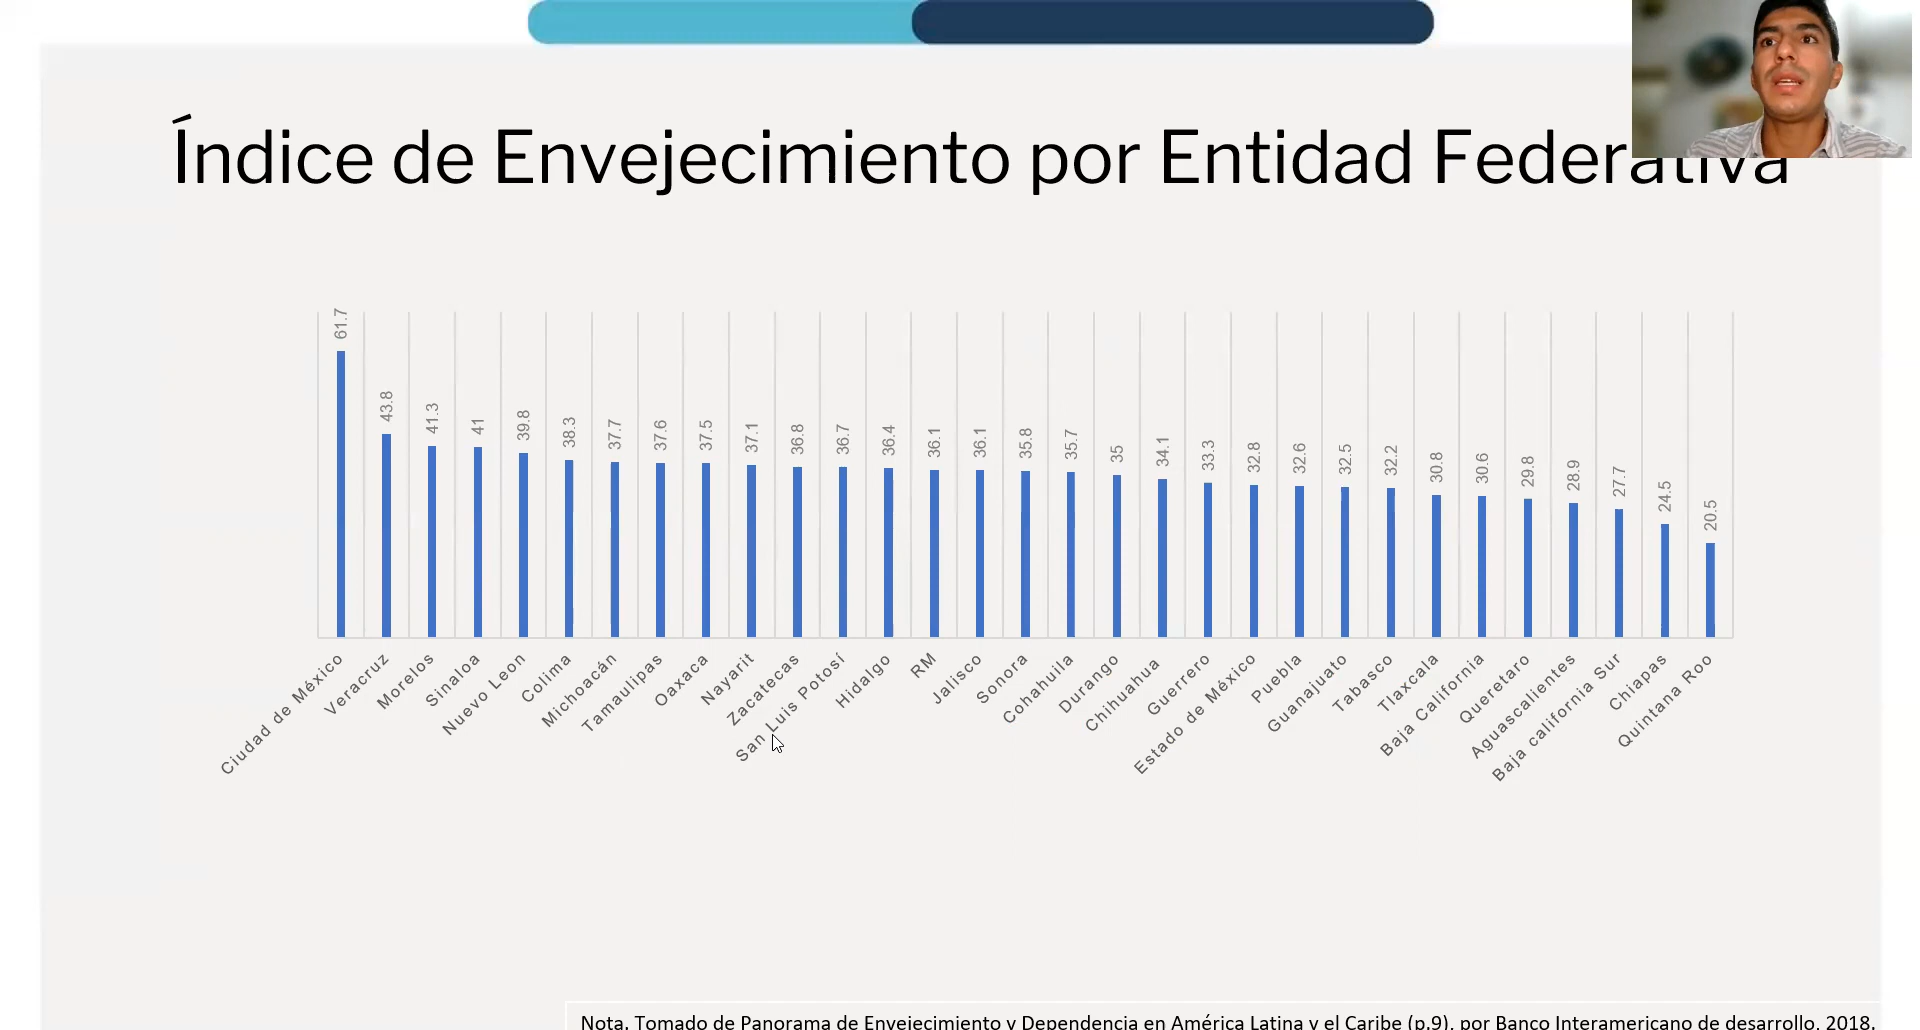 Índice de Envejecimiento por Entidad Federativa
61.7
43.8
41.3
41
39.8
38.3
37.7
37.6
37.5
37.1
36.8
36.7
36.4
36.1
36.1
35.8
35.7
35
34.1
33.3
32.8
32.6
32.5
32.2
30.8
30.6
29.8
28.9
27.7
24.5
20.5
Ciudad de México
Veracruz
Morelos
Sinaloa
Nuevo Leon
Colima
Michoacán
Tamaulipas
Oaxaca
Nayarit
Zacatecas
San Luis Potosí
Hidalgo
RM
Jalisco
Sonora
Cohahuila
Durango
Chihuahua
Guerrero
Estado de México
Puebla
Guanajuato
Tabasco
Tlaxcala
Baja California
Queretaro
Aguascalientes
Baja california Sur
Chiapas
Quintana Roo
Nota. Tomado de Panorama de Envejecimiento y Dependencia en América Latina y el Caribe (p.9), por Banco Interamericano de desarrollo, 2018.